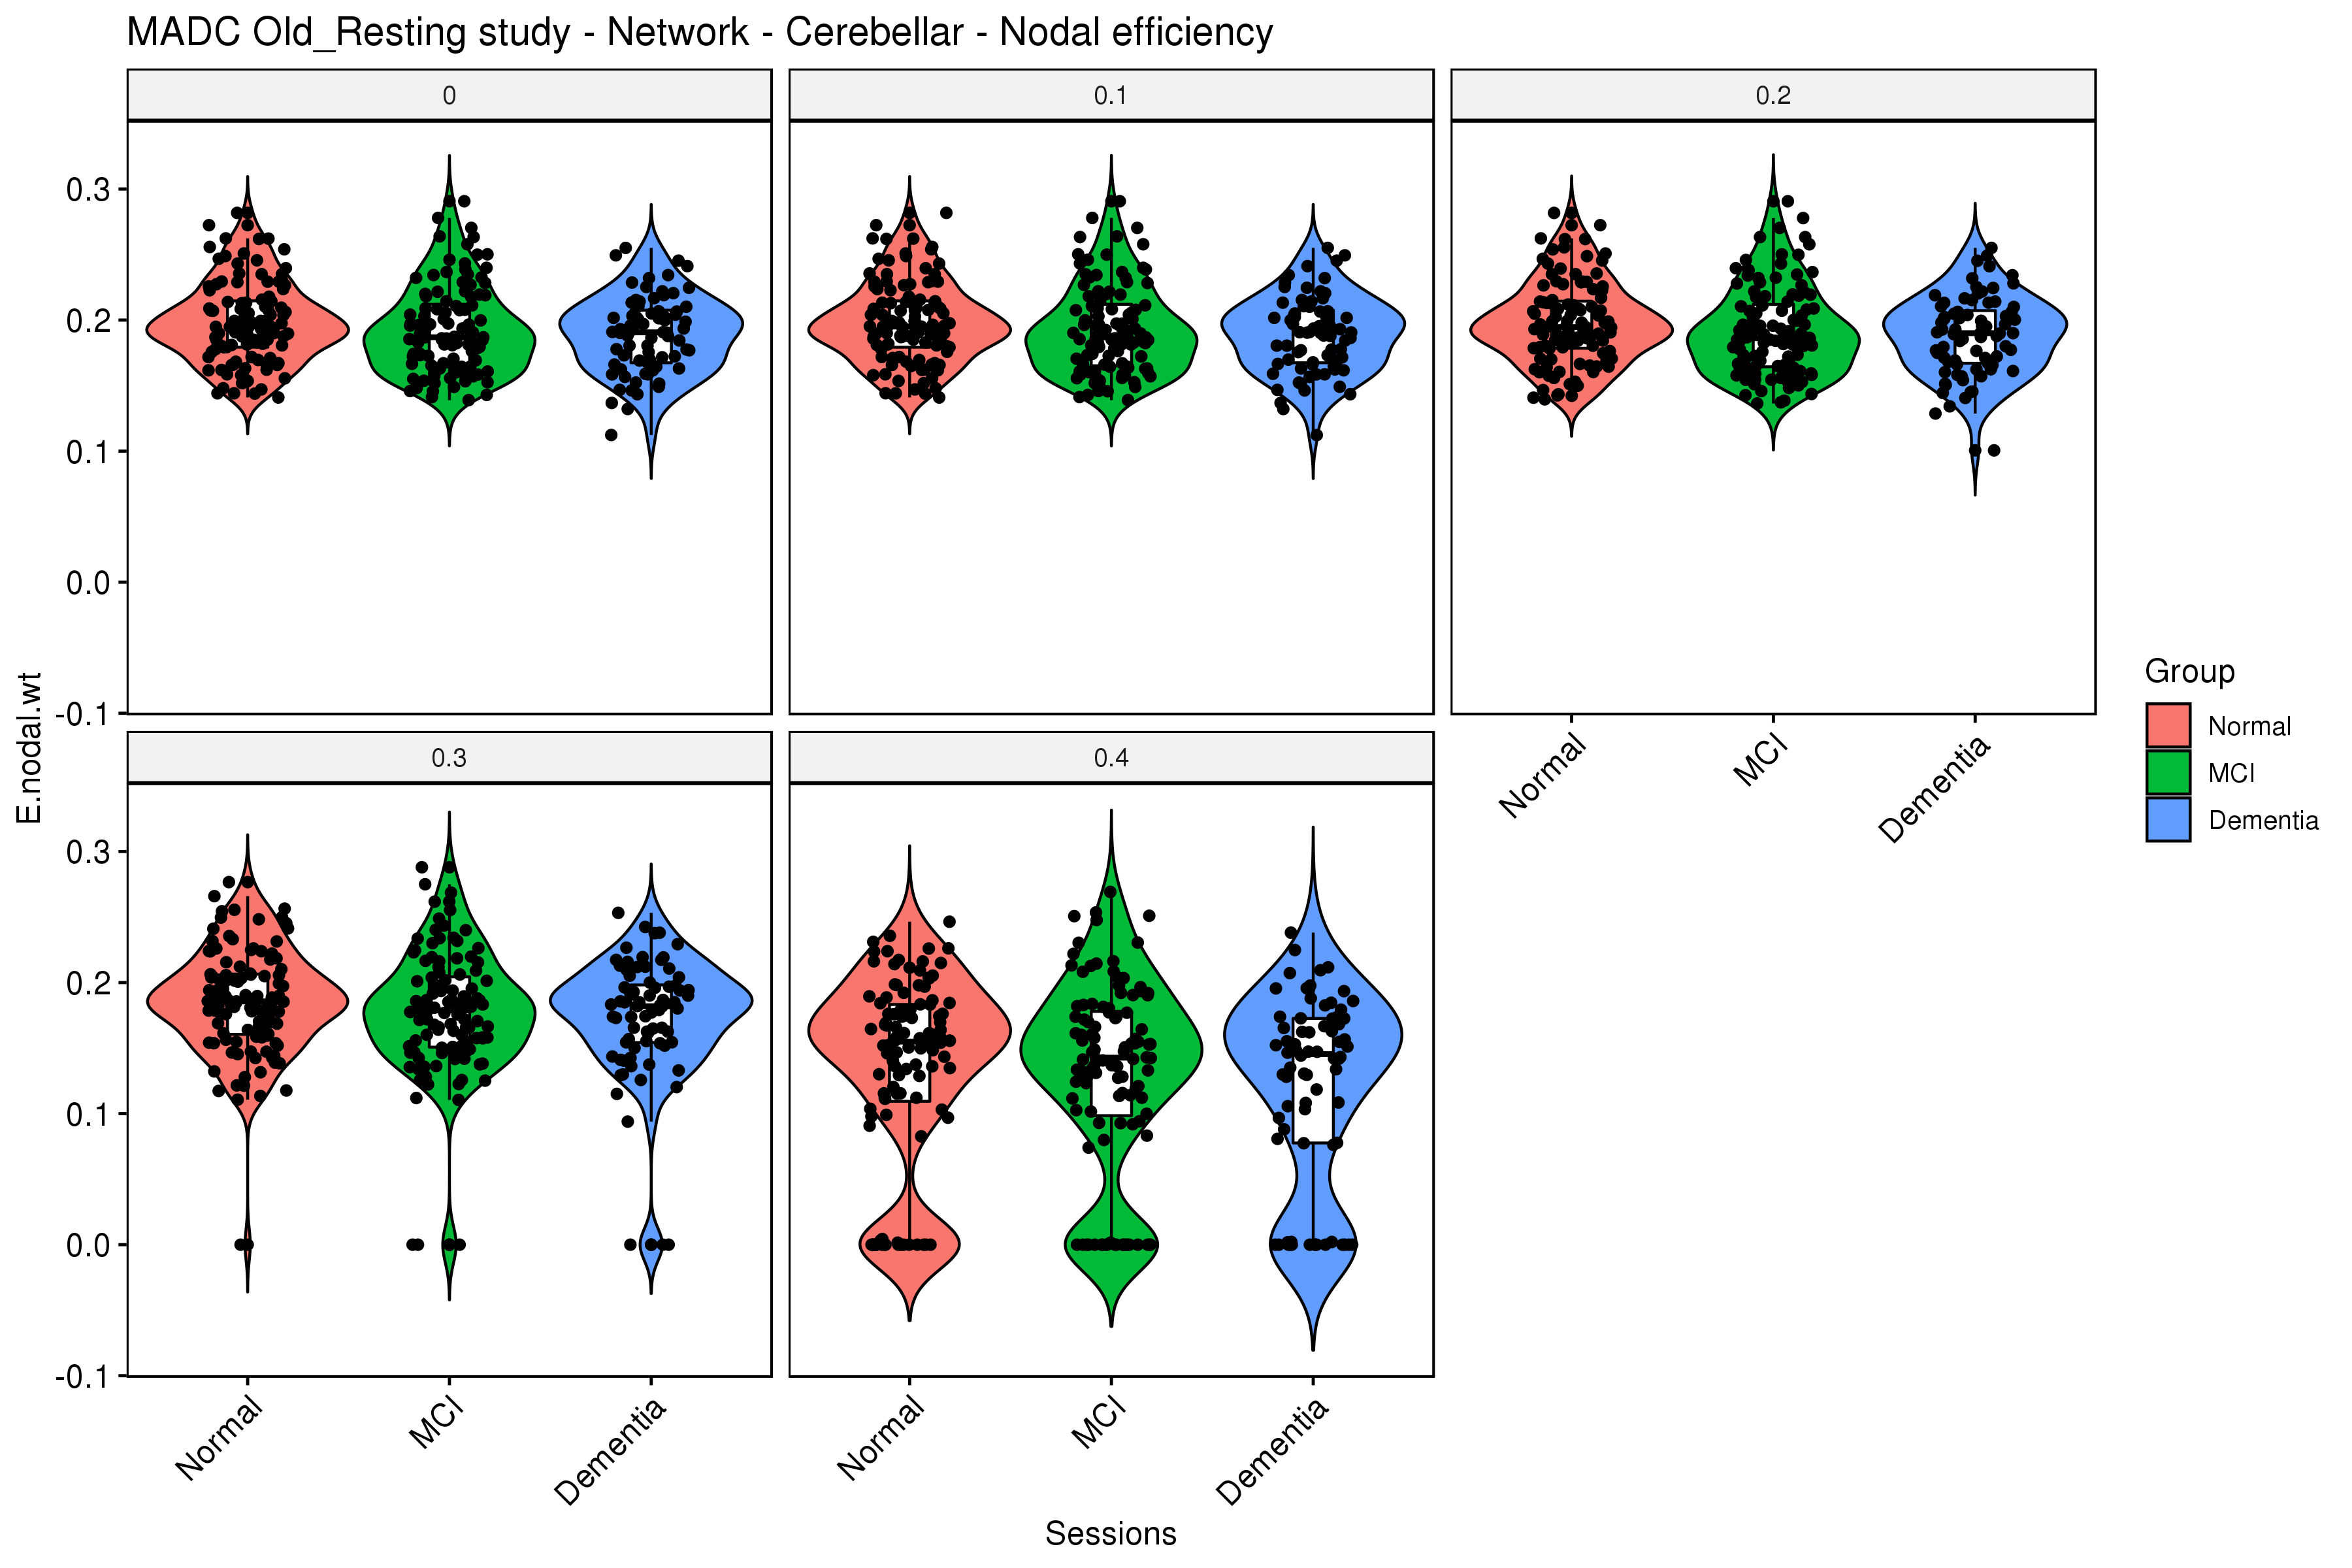 MADC Old_Resting study - Network - Cerebellar - Nodal efficiency
0
0.1
0.2
0.3
0.2
0.1
0.0
-0.1
E.nodal.wt
Normal
MCI
Dementia
Group
Normal
MCI
Dementia
0.3
0.4
0.3
0.2
0.1
0.0
-0.1
Normal
MCI
Dementia
Normal
MCI
Dementia
Sessions